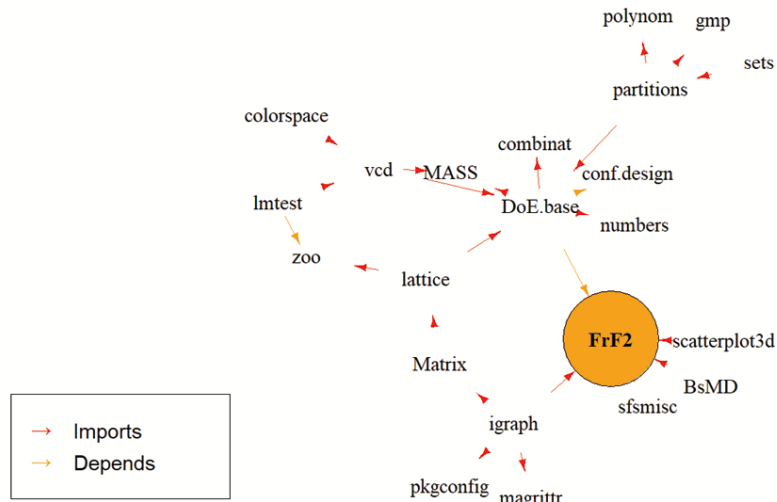 polynom
gmp
sets
partitions
colorspace
combinat
vcd
MASS
conf.design
lmtest
DoE.base
numbers
zoo
lattice
FrF2
scatterplot3d
Matrix
BsMD
sfsmisc
Imports
igraph
Depends
pkgconfig
magrittr